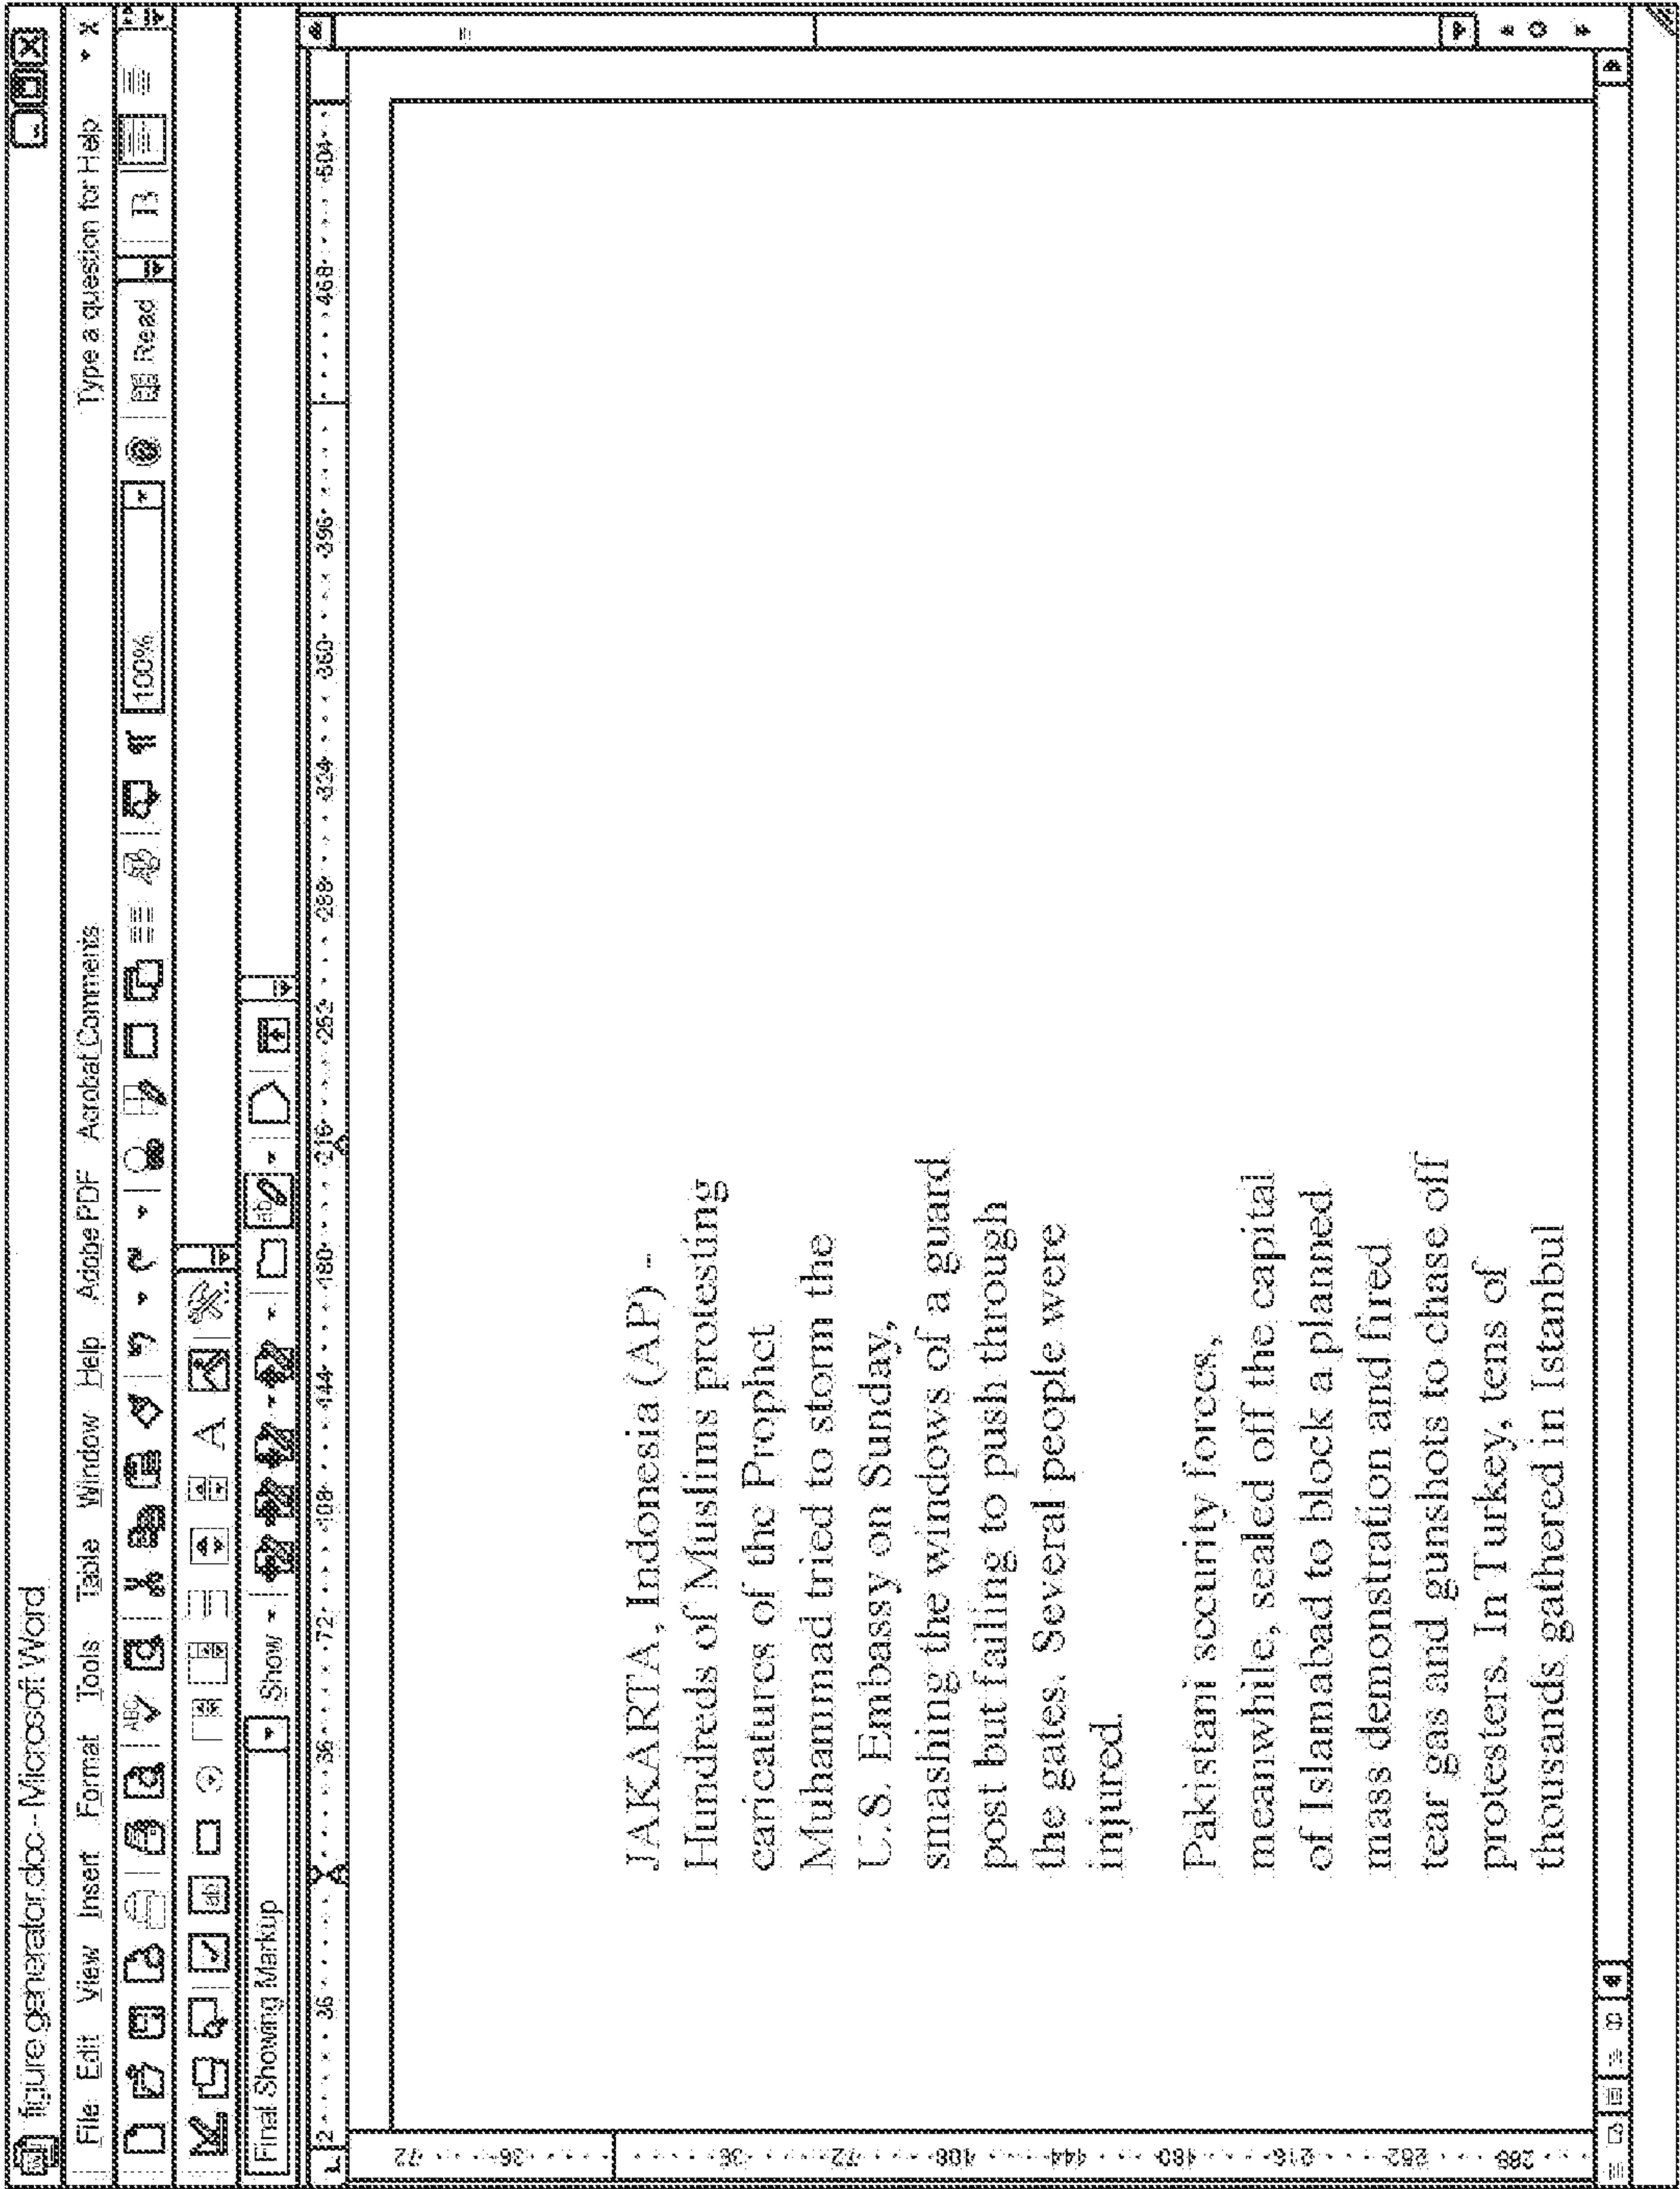 figure generator.doc - Microsoft Word
File Edit View Insert Format Tools Table Window Help Adobe PDF Acrobat Comments Type a question for Help
100% Read B
ab A
Final Showing Markup Show
36 36 72 108 144 180 216 252 288 324 360 396 468 504
JAKARTA, Indonesia (AP) -
Hundreds of Muslims protesting
caricatures of the Prophet
Muhammad tried to storm the
U.S. Embassy on Sunday,
smashing the windows of a guard
post but failing to push through
the gates. Several people were
injured.
Pakistani security forces,
meanwhile, sealed off the capital
of Islamabad to block a planned
mass demonstration and fired
tear gas and gunshots to chase off
protesters. In Turkey, tens of
thousands gathered in Istanbul